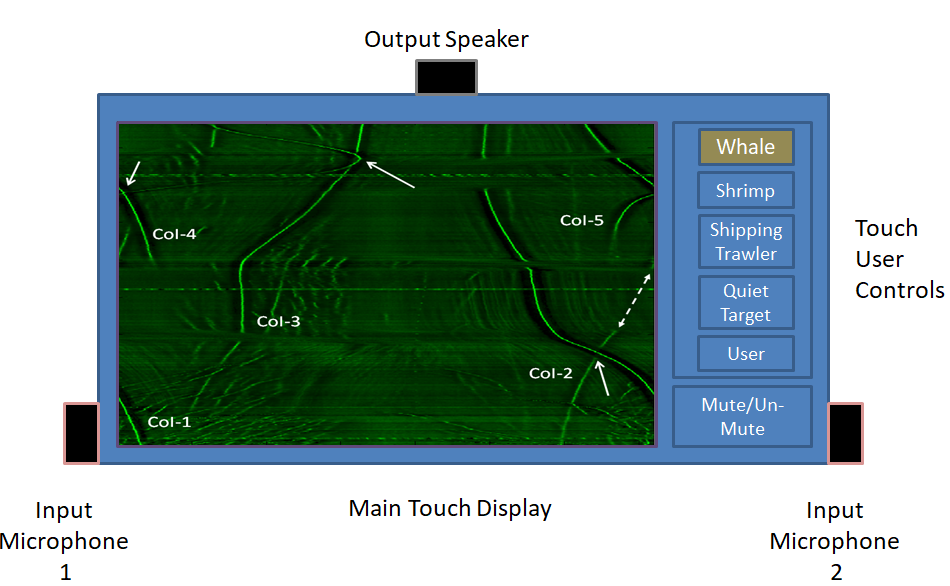 Output Speaker
Whale
Shrimp
Shipping
Trawler
Quiet
Target
User
Mute/Un-
Mute
Col-4
Col-5
Col-3
Col-2
Col-1
Touch
User
Controls
Input
Microphone
1
Main Touch Display
Input
Microphone
2